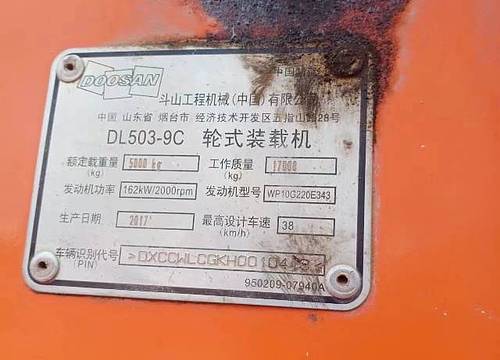 DOOSAN
斗山工程机械(中国)有限公司
中国 山东省 烟台市 经济技术开发区五指山路28号
DL503-9C 轮式装载机
额定载重量 (kg) 5000 kg 工作质量 (kg) 17000
发动机功率 162kW/2000rpm 发动机型号 WP10G220E343
生产日期 2017 最高设计车速 (km/h) 38
车辆识别代号 (PIN)
950209-07940A